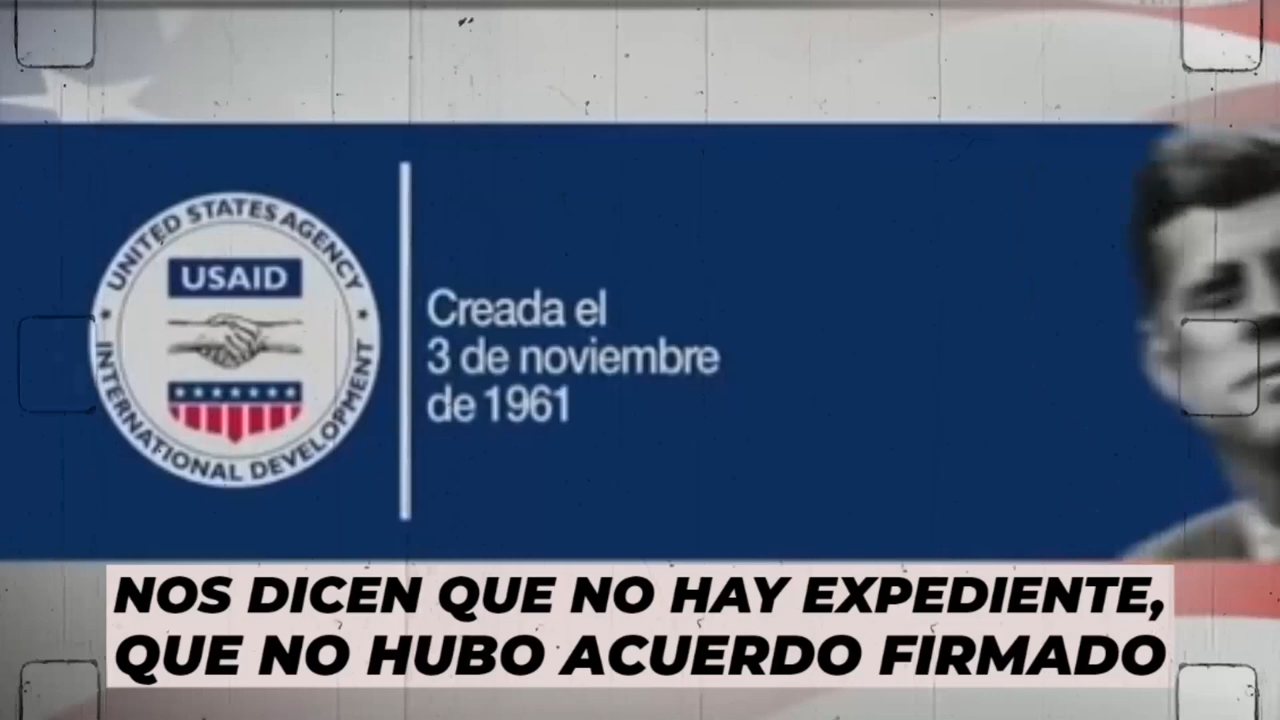 UNITED STATES AGENCY
USAID
INTERNATIONAL DEVELOPMENT
Creada el
3 de noviembre
de 1961
NOS DICEN QUE NO HAY EXPEDIENTE,
QUE NO HUBO ACUERDO FIRMADO